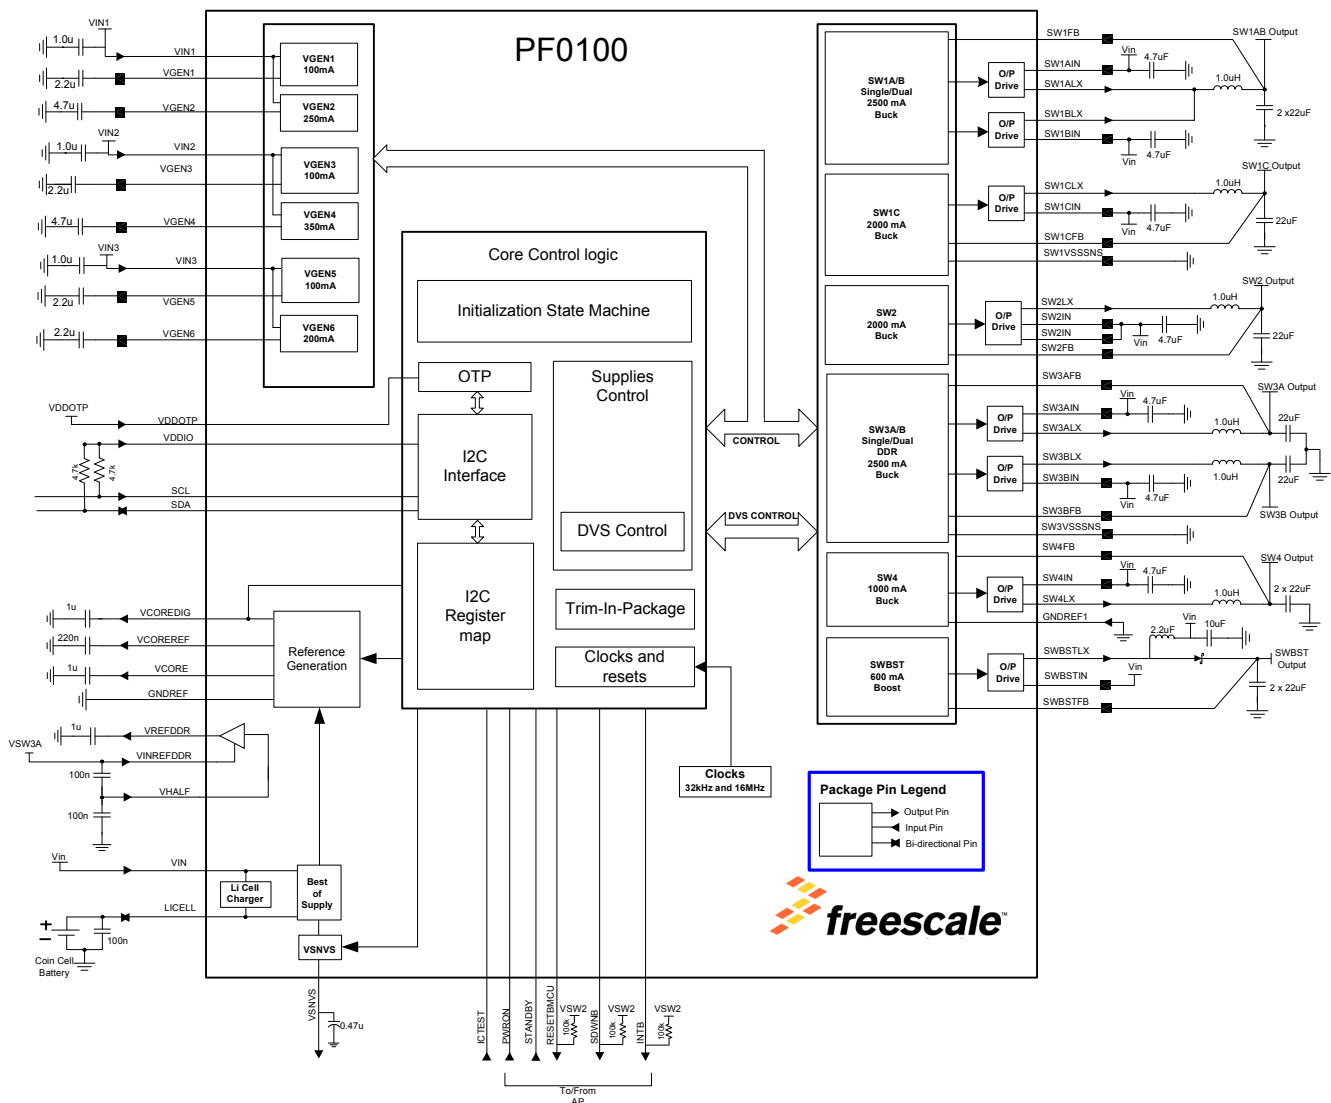 PF0100
VIN1
1.0u
VIN1
VGEN1
2.2u
4.7u
VGEN2
VIN2
1.0u
VIN2
VGEN3
2.2u
4.7u
VGEN4
VIN3
1.0u
VIN3
2.2u
VGEN5
2.2u
VGEN6
VGEN1
100mA
VGEN2
250mA
VGEN3
100mA
VGEN4
350mA
VGEN5
100mA
VGEN6
200mA
VDDOTP
VDDOTP
VDDIO
4.7k
4.7k
SCL
SDA
1u
VCOREDIG
220n
VCOREREF
1u
VCORE
GNDREF
1u
VREFDDR
VSW3A
VINREFDDR
100n
VHALF
100n
Vin
VIN
LICELL
100n
Coin Cell
Battery
Li Cell
Charger
Best
of
Supply
VSNVS
VSNVS
0.47u
Reference
Generation
Core Control logic
Initialization State Machine
OTP
I2C
Interface
I2C
Register
map
Supplies
Control
DVS Control
Trim-In-Package
Clocks and
resets
CONTROL
DVS CONTROL
Clocks
32kHz and 16MHz
ICTEST
PWRON
STANDBY
RESETBMCU
VSW2
100k
SDWNB
VSW2
100k
INTB
VSW2
100k
To/From
AP
SW1A/B
Single/Dual
2500 mA
Buck
SW1C
2000 mA
Buck
SW2
2000 mA
Buck
SW3A/B
Single/Dual
DDR
2500 mA
Buck
SW4
1000 mA
Buck
SWBST
600 mA
Boost
O/P
Drive
O/P
Drive
O/P
Drive
O/P
Drive
O/P
Drive
O/P
Drive
O/P
Drive
O/P
Drive
SW1FB
SW1AIN
Vin
4.7uF
SW1ALX
1.0uH
SW1AB Output
2 x22uF
SW1BLX
SW1BIN
Vin
4.7uF
SW1C Output
SW1CLX
1.0uH
SW1CIN
Vin
4.7uF
22uF
SW1CFB
SW1VSSSNS
SW2 Output
SW2LX
1.0uH
SW2IN
SW2IN
Vin
4.7uF
22uF
SW2FB
SW3AFB
SW3A Output
SW3AIN
Vin
4.7uF
22uF
SW3ALX
1.0uH
SW3BLX
1.0uH
22uF
SW3BIN
Vin
4.7uF
SW3BFB
SW3B Output
SW3VSSSNS
SW4FB
SW4 Output
SW4IN
Vin
4.7uF
SW4LX
1.0uH
2 x 22uF
GNDREF1
2.2uF
Vin
10uF
SWBSTLX
SWBST
Output
SWBSTIN
Vin
2 x 22uF
SWBSTFB
Package Pin Legend
Output Pin
Input Pin
Bi-directional Pin
freescale™